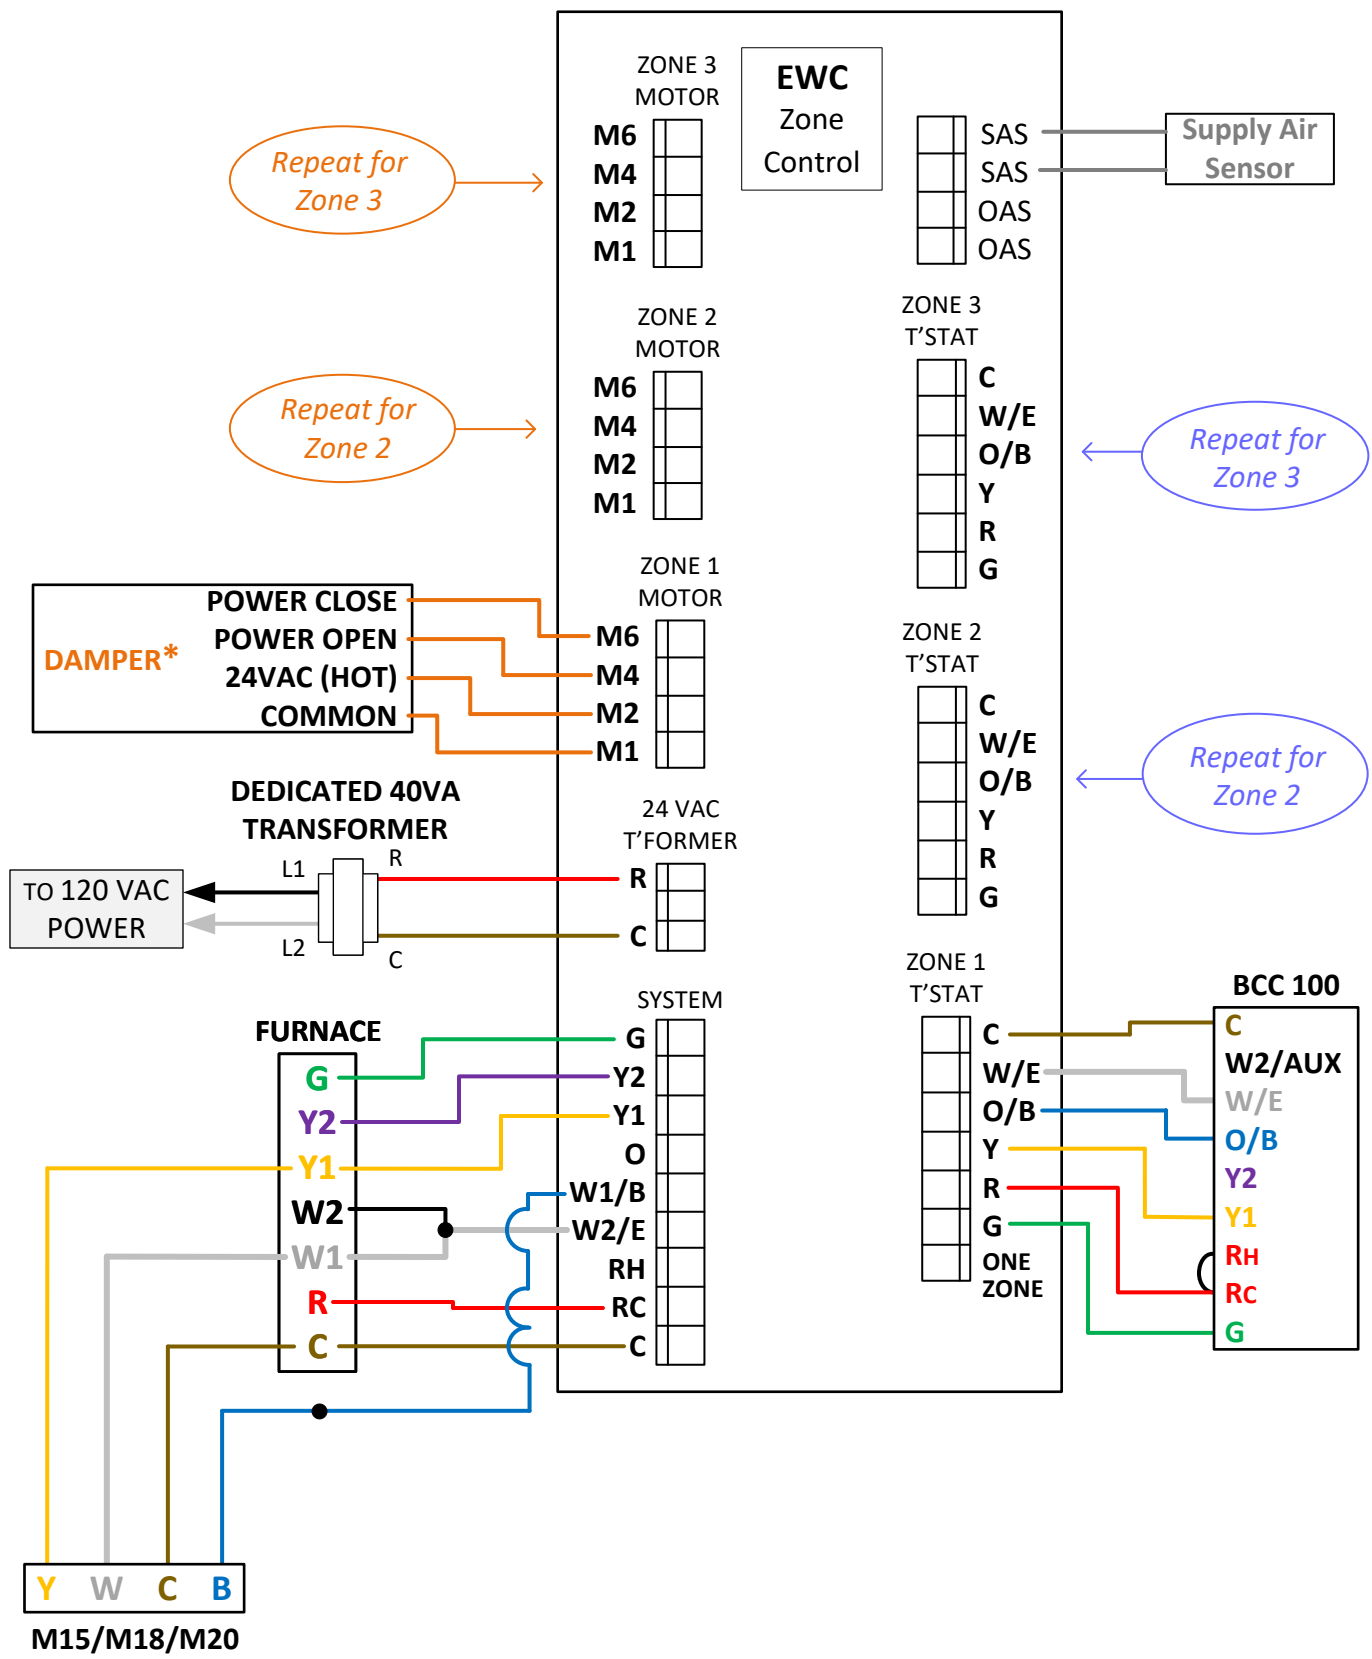 ZONE 3
MOTOR
M6
M4
M2
M1
EWC
Zone
Control
SAS
SAS
OAS
OAS
Supply Air
Sensor
Repeat for
Zone 3
ZONE 2
MOTOR
M6
M4
M2
M1
Repeat for
Zone 2
ZONE 3
T'STAT
C
W/E
O/B
Y
R
G
Repeat for
Zone 3
ZONE 1
MOTOR
M6
M4
M2
M1
DAMPER*
POWER CLOSE
POWER OPEN
24VAC (HOT)
COMMON
ZONE 2
T'STAT
C
W/E
O/B
Y
R
G
Repeat for
Zone 2
DEDICATED 40VA
TRANSFORMER
L1
R
L2
C
TO 120 VAC
POWER
24 VAC
T'FORMER
R
C
SYSTEM
G
Y2
Y1
O
W1/B
W2/E
RH
RC
C
FURNACE
G
Y2
Y1
W2
W1
R
C
ZONE 1
T'STAT
C
W/E
O/B
Y
R
G
ONE
ZONE
BCC 100
C
W2/AUX
W/E
O/B
Y2
Y1
RH
RC
G
Y W C B
M15/M18/M20